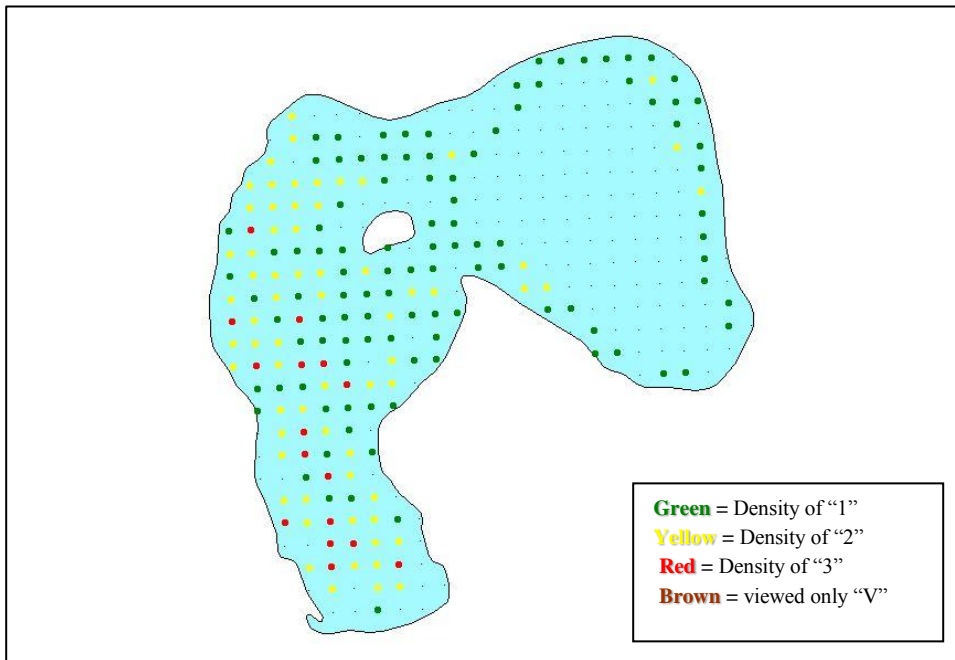 Green = Density of “1”
Yellow = Density of “2”
Red = Density of “3”
Brown = viewed only “V”